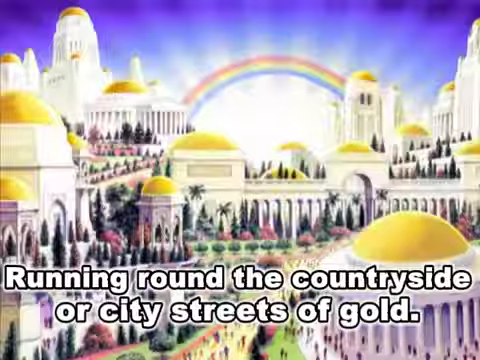 Running round the countryside
or city streets of gold.